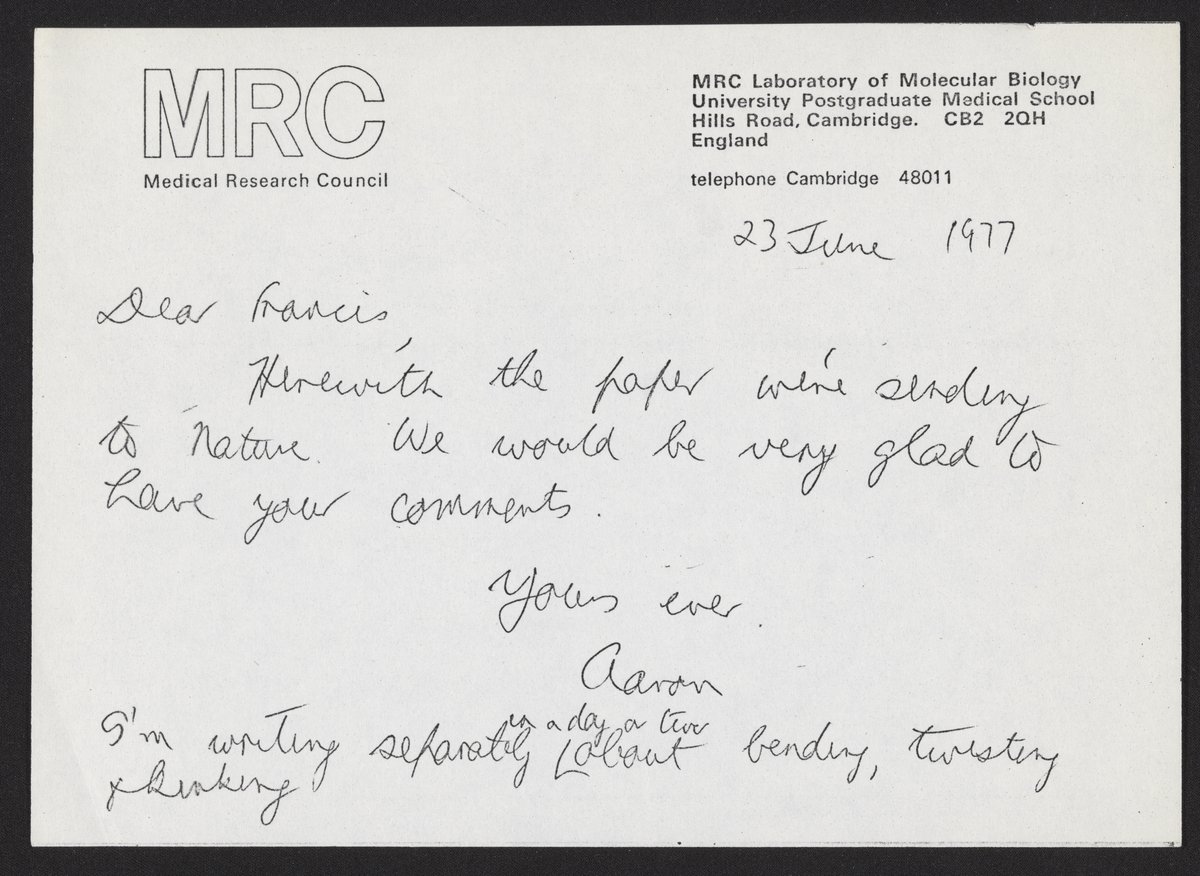 MRC
Medical Research Council
MRC Laboratory of Molecular Biology
University Postgraduate Medical School
Hills Road, Cambridge. CB2 2QH
England
telephone Cambridge 48011
23 June 1977
Dear Francis,
Herewith the paper we're sending
to Nature. We would be very glad to
have your comments.
Yours ever.
Aaron
in a day or two
I'm writing separately about bending, twisting
& kinking